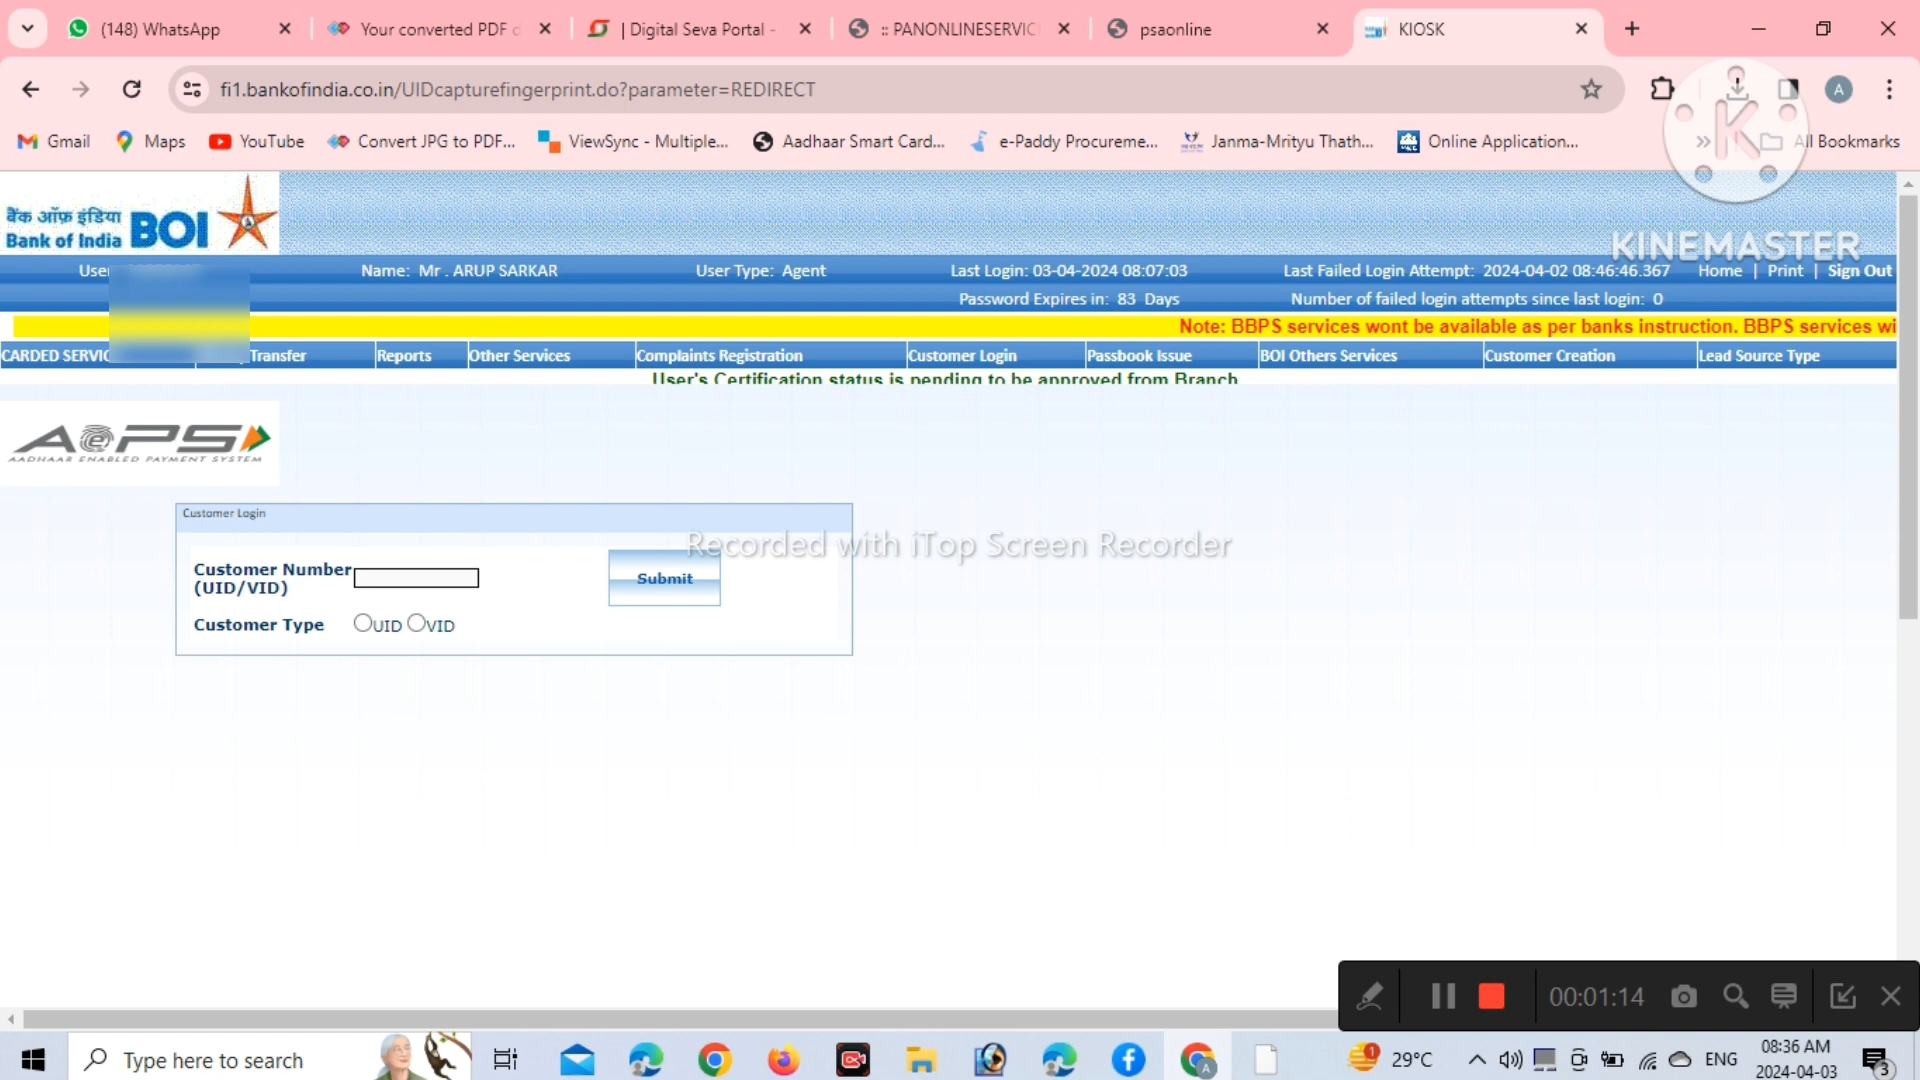 (148) WhatsApp
Your converted PDF
| Digital Seva Portal -
:: PANONLINESERVIC
psaonline
KIOSK
fi1.bankofindia.co.in/UIDcapturefingerprint.do?parameter=REDIRECT
A
Gmail
Maps
YouTube
Convert JPG to PDF...
ViewSync - Multiple...
Aadhaar Smart Card...
e-Paddy Procureme...
Janma-Mrityu Thath...
Online Application...
All Bookmarks
K
बैंक ऑफ़ इंडिया
Bank of India BOI
KINEMASTER
User
Name: Mr . ARUP SARKAR
User Type: Agent
Last Login: 03-04-2024 08:07:03
Last Failed Login Attempt: 2024-04-02 08:46:46.367
Home | Print | Sign Out
Password Expires in: 83 Days
Number of failed login attempts since last login: 0
Note: BBPS services wont be available as per banks instruction. BBPS services wi
CARDED SERVIC
Transfer
Reports
Other Services
Complaints Registration
Customer Login
Passbook Issue
BOI Others Services
Customer Creation
Lead Source Type
User's Certification status is pending to be approved from Branch
AePS
AADHAAR ENABLED PAYMENT SYSTEM
Customer Login
Recorded with iTop Screen Recorder
Customer Number
(UID/VID)
Submit
Customer Type
UID
VID
00:01:14
Type here to search
A
1
29°C
ENG
08:36 AM
2024-04-03
3